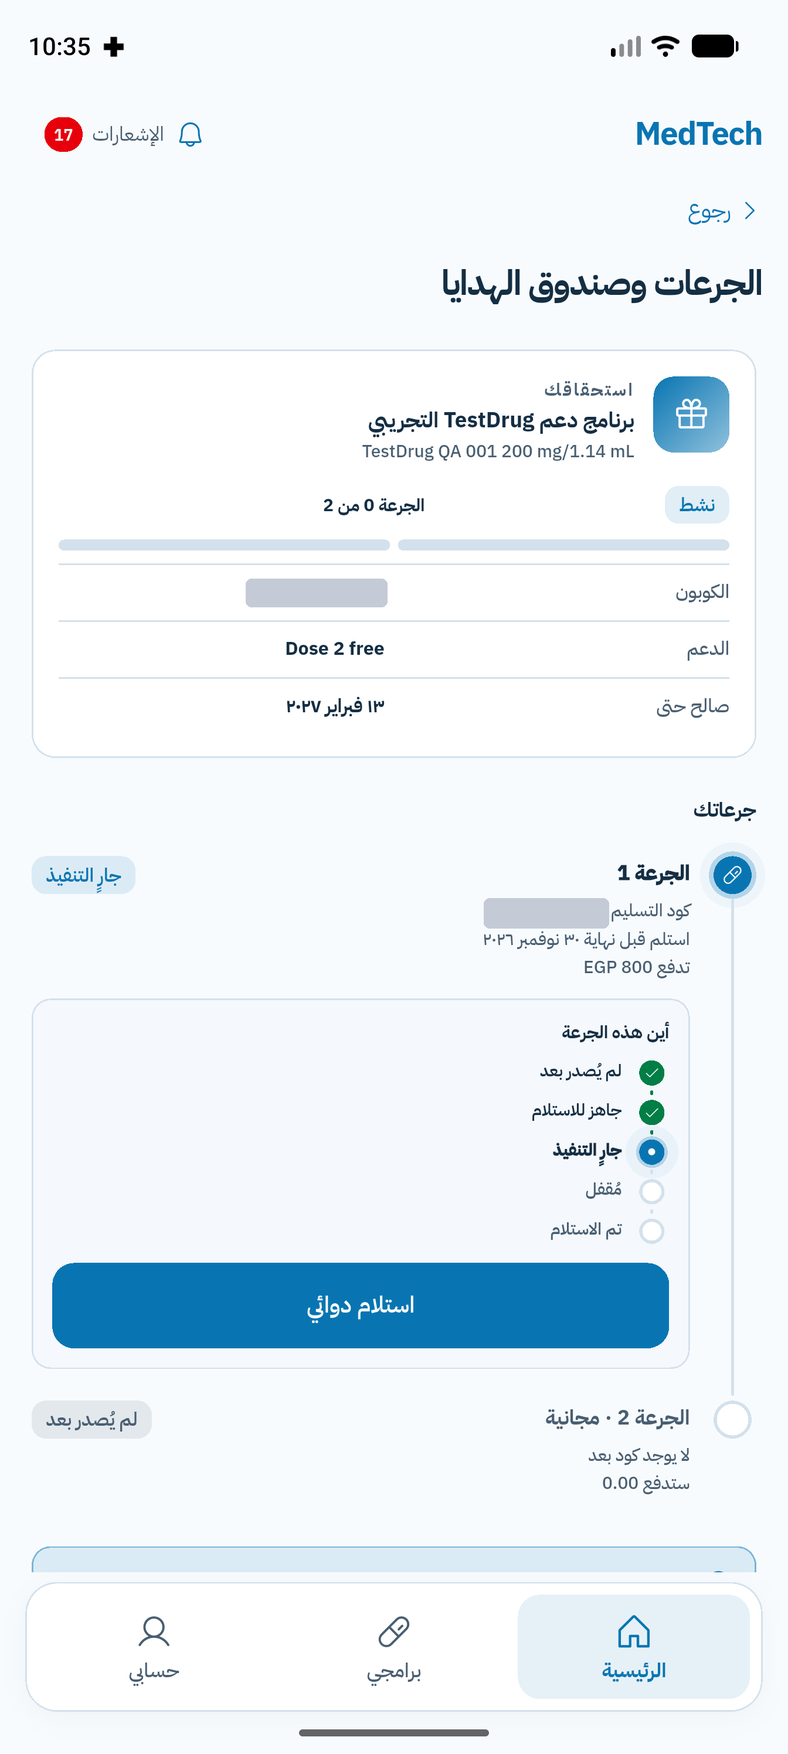 10:35
MedTech
الإشعارات 17
رجوع
الجرعات وصندوق الهدايا
استحقاقك
برنامج دعم TestDrug التجريبي
TestDrug QA 001 200 mg/1.14 mL
نشط
الجرعة 0 من 2
الكوبون
الدعم Dose 2 free
صالح حتى ١٣ فبراير ٢٠٢٧
جرعاتك
الجرعة 1 جارٍ التنفيذ
كود التسليم
استلم قبل نهاية ٣٠ نوفمبر ٢٠٢٦
تدفع 800 EGP
أين هذه الجرعة
لم يُصدر بعد
جاهز للاستلام
جارٍ التنفيذ
مُقفل
تم الاستلام
استلام دوائي
الجرعة 2 · مجانية لم يُصدر بعد
لا يوجد كود بعد
ستدفع 0.00
الرئيسية
برامجي
حسابي